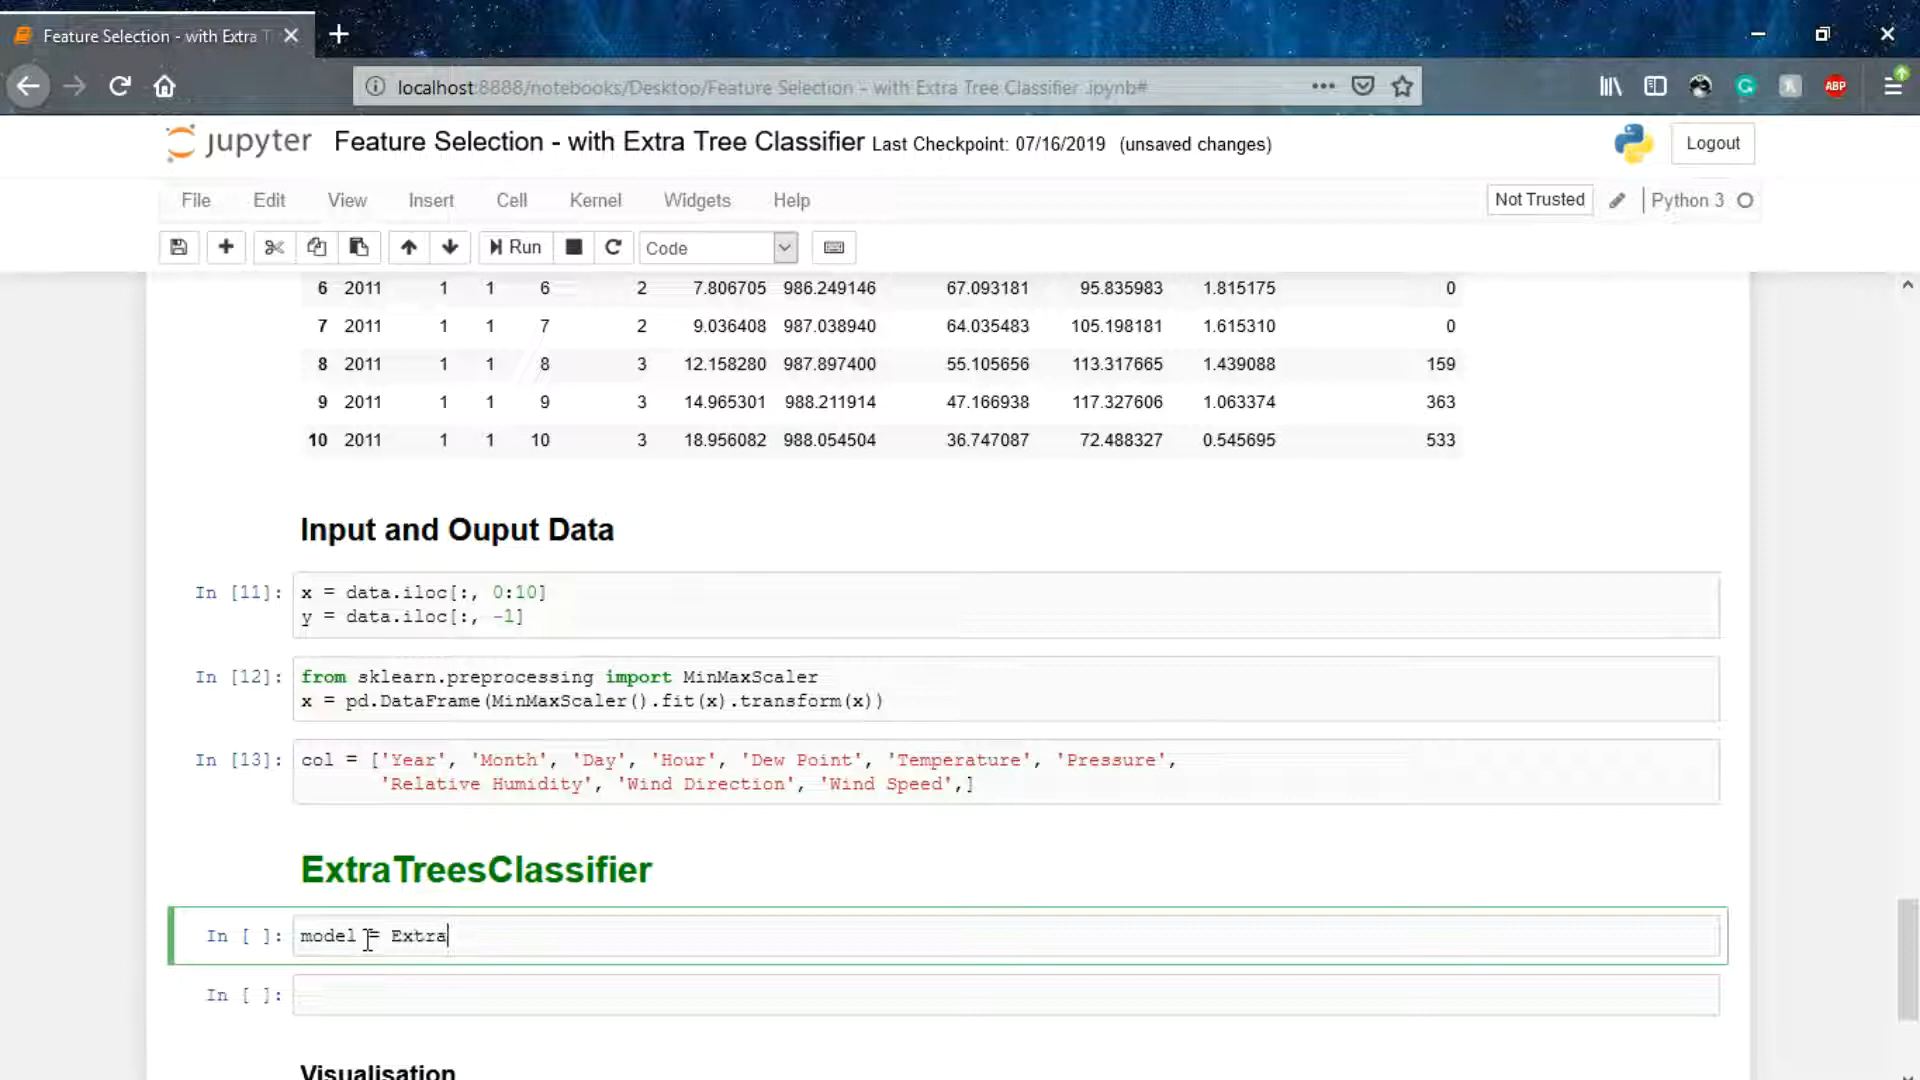 Feature Selection - with Extra T
localhost:8888/notebooks/Desktop/Feature Selection - with Extra Tree Classifier .ipynb#
ABP
jupyter Feature Selection - with Extra Tree Classifier Last Checkpoint: 07/16/2019 (unsaved changes) Logout
File Edit View Insert Cell Kernel Widgets Help Not Trusted Python 3
Run Code
6 2011 1 1 6 2 7.806705 986.249146 67.093181 95.835983 1.815175 0
7 2011 1 1 7 2 9.036408 987.038940 64.035483 105.198181 1.615310 0
8 2011 1 1 8 3 12.158280 987.897400 55.105656 113.317665 1.439088 159
9 2011 1 1 9 3 14.965301 988.211914 47.166938 117.327606 1.063374 363
10 2011 1 1 10 3 18.956082 988.054504 36.747087 72.488327 0.545695 533
Input and Ouput Data
In [11]: x = data.iloc[:, 0:10]
y = data.iloc[:, -1]
In [12]: from sklearn.preprocessing import MinMaxScaler
x = pd.DataFrame(MinMaxScaler().fit(x).transform(x))
In [13]: col = ['Year', 'Month', 'Day', 'Hour', 'Dew Point', 'Temperature', 'Pressure',
'Relative Humidity', 'Wind Direction', 'Wind Speed',]
ExtraTreesClassifier
In [ ]: model = Extra
In [ ]:
Visualisation